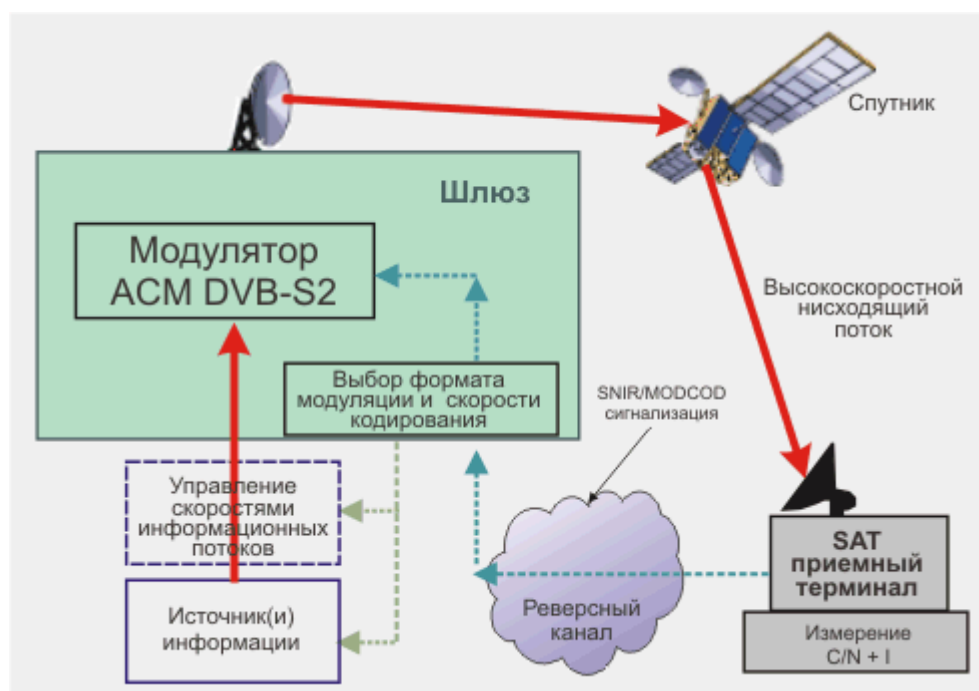 Спутник
Шлюз
Модулятор
ACM DVB-S2
Высокоскоростной
нисходящий
поток
Выбор формата
модуляции и скорости
кодирования
SNIR/MODCOD
сигнализация
Управление
скоростями
информационных
потоков
SAT
приемный
терминал
Источник(и)
информации
Реверсный
канал
Измерение
C/N + I